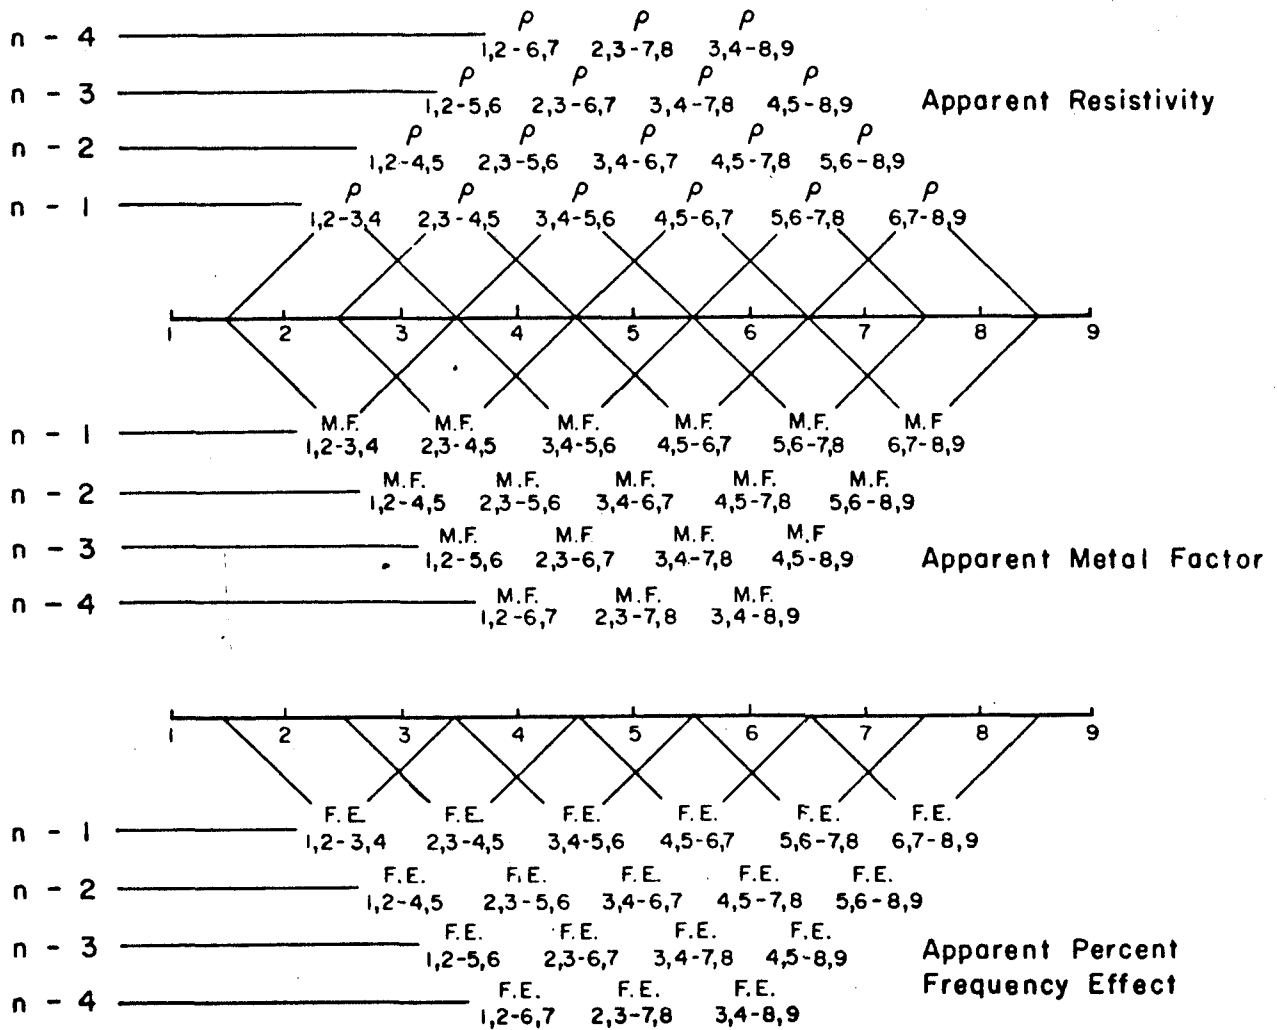 ρ ρ ρ
n - 4 1,2-6,7 2,3-7,8 3,4-8,9
ρ ρ ρ ρ
n - 3 1,2-5,6 2,3-6,7 3,4-7,8 4,5-8,9 Apparent Resistivity
ρ ρ ρ ρ ρ
n - 2 1,2-4,5 2,3-5,6 3,4-6,7 4,5-7,8 5,6-8,9
ρ ρ ρ ρ ρ ρ
n - 1 1,2-3,4 2,3-4,5 3,4-5,6 4,5-6,7 5,6-7,8 6,7-8,9
1 2 3 4 5 6 7 8 9
M.F. M.F. M.F. M.F. M.F. M.F
n - 1 1,2-3,4 2,3-4,5 3,4-5,6 4,5-6,7 5,6-7,8 6,7-8,9
M.F. M.F. M.F. M.F. M.F.
n - 2 1,2-4,5 2,3-5,6 3,4-6,7 4,5-7,8 5,6-8,9
M.F. M.F. M.F. M.F
n - 3 1,2-5,6 2,3-6,7 3,4-7,8 4,5-8,9 Apparent Metal Factor
M.F. M.F. M.F.
n - 4 1,2-6,7 2,3-7,8 3,4-8,9
1 2 3 4 5 6 7 8 9
F.E. F.E. F.E. F.E. F.E. F.E.
n - 1 1,2-3,4 2,3-4,5 3,4-5,6 4,5-6,7 5,6-7,8 6,7-8,9
F.E. F.E. F.E. F.E. F.E.
n - 2 1,2-4,5 2,3-5,6 3,4-6,7 4,5-7,8 5,6-8,9
F.E. F.E. F.E. F.E.
n - 3 1,2-5,6 2,3-6,7 3,4-7,8 4,5-8,9 Apparent Percent
Frequency Effect
F.E. F.E. F.E.
n - 4 1,2-6,7 2,3-7,8 3,4-8,9